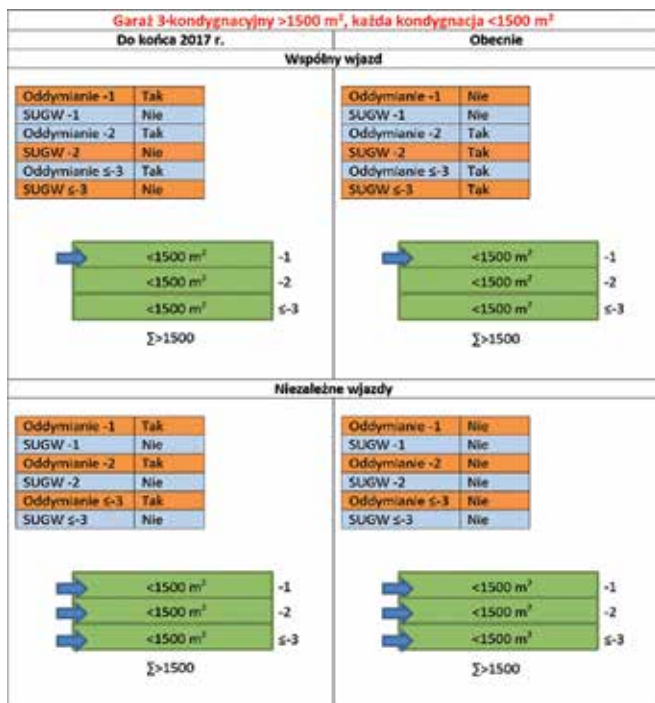 Garaż 3-kondygnacyjny >1500 m², każda kondygnacja <1500 m²
Do końca 2017 r.
Obecnie
Wspólny wjazd
Oddymianie -1 Tak
SUGW -1 Nie
Oddymianie -2 Tak
SUGW -2 Nie
Oddymianie ≤-3 Tak
SUGW ≤-3 Nie
<1500 m² -1
<1500 m² -2
<1500 m² ≤-3
∑>1500
Oddymianie -1 Nie
SUGW -1 Nie
Oddymianie -2 Tak
SUGW -2 Tak
Oddymianie ≤-3 Tak
SUGW ≤-3 Tak
<1500 m² -1
<1500 m² -2
<1500 m² ≤-3
∑>1500
Niezależne wjazdy
Oddymianie -1 Tak
SUGW -1 Nie
Oddymianie -2 Tak
SUGW -2 Nie
Oddymianie ≤-3 Tak
SUGW ≤-3 Nie
<1500 m² -1
<1500 m² -2
<1500 m² ≤-3
∑>1500
Oddymianie -1 Nie
SUGW -1 Nie
Oddymianie -2 Nie
SUGW -2 Nie
Oddymianie ≤-3 Nie
SUGW ≤-3 Nie
<1500 m² -1
<1500 m² -2
<1500 m² ≤-3
∑>1500